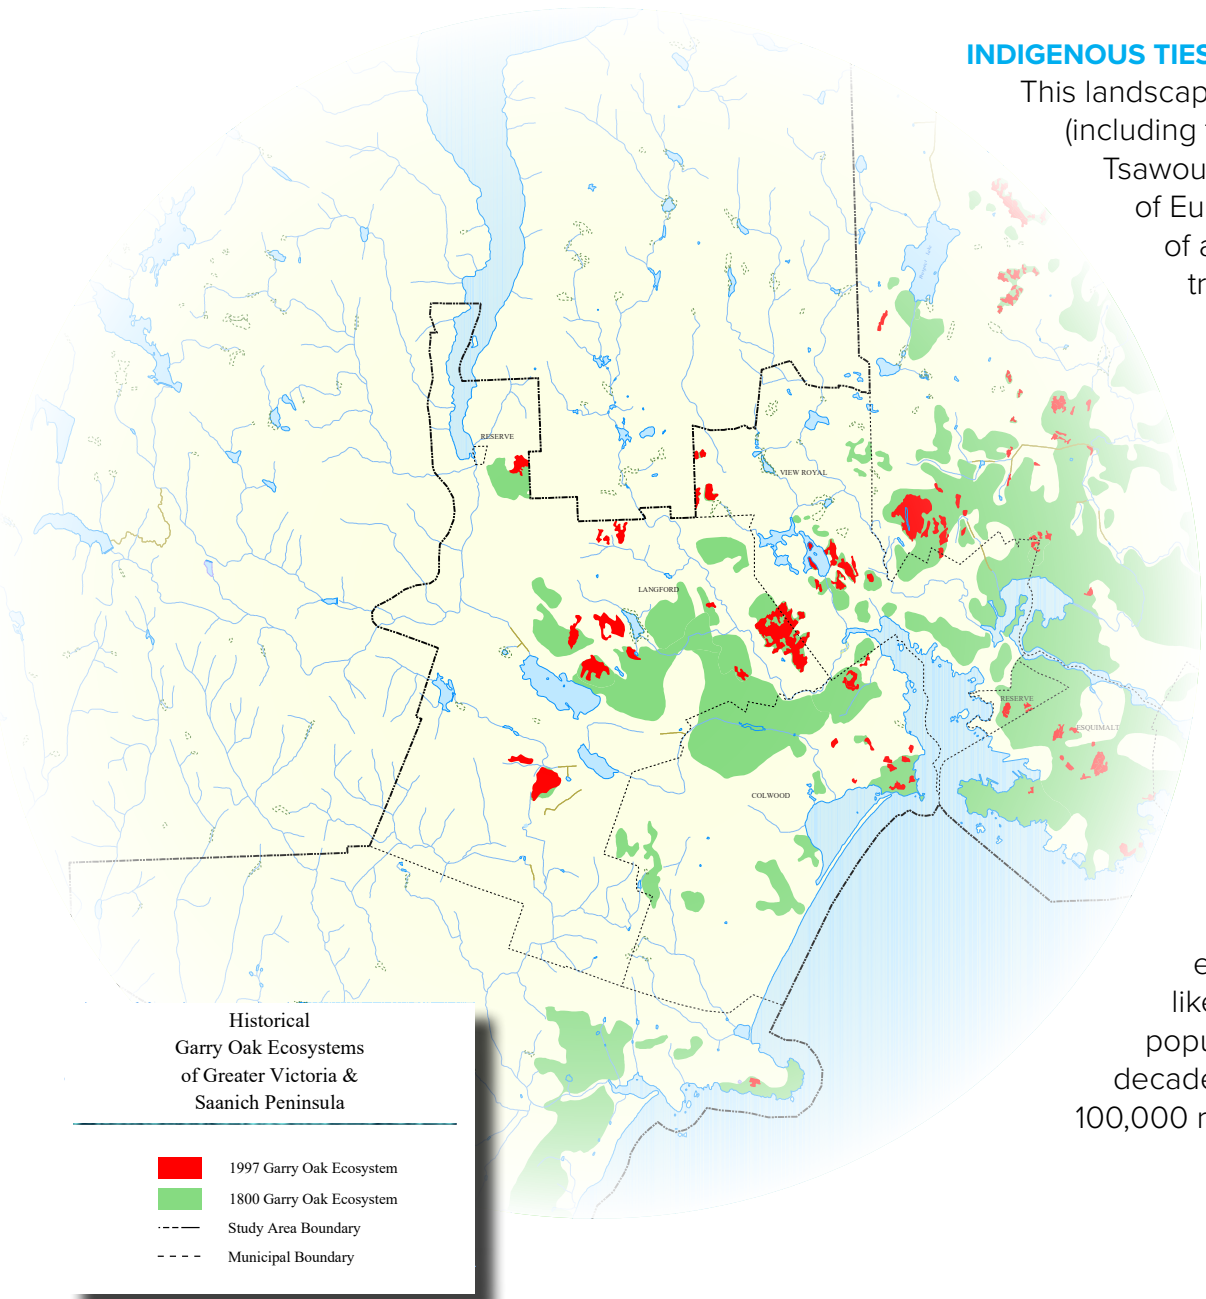 INDIGENOUS TIES
This landscap
(including
Tsawou
of Eu
of a
tr
RESERVE
VIEW ROYAL
LANGFORD
RESERVE
ESQUIMALT
COLWOOD
e
like
popu
decade
100,000
Historical
Garry Oak Ecosystems
of Greater Victoria &
Saanich Peninsula
1997 Garry Oak Ecosystem
1800 Garry Oak Ecosystem
Study Area Boundary
Municipal Boundary